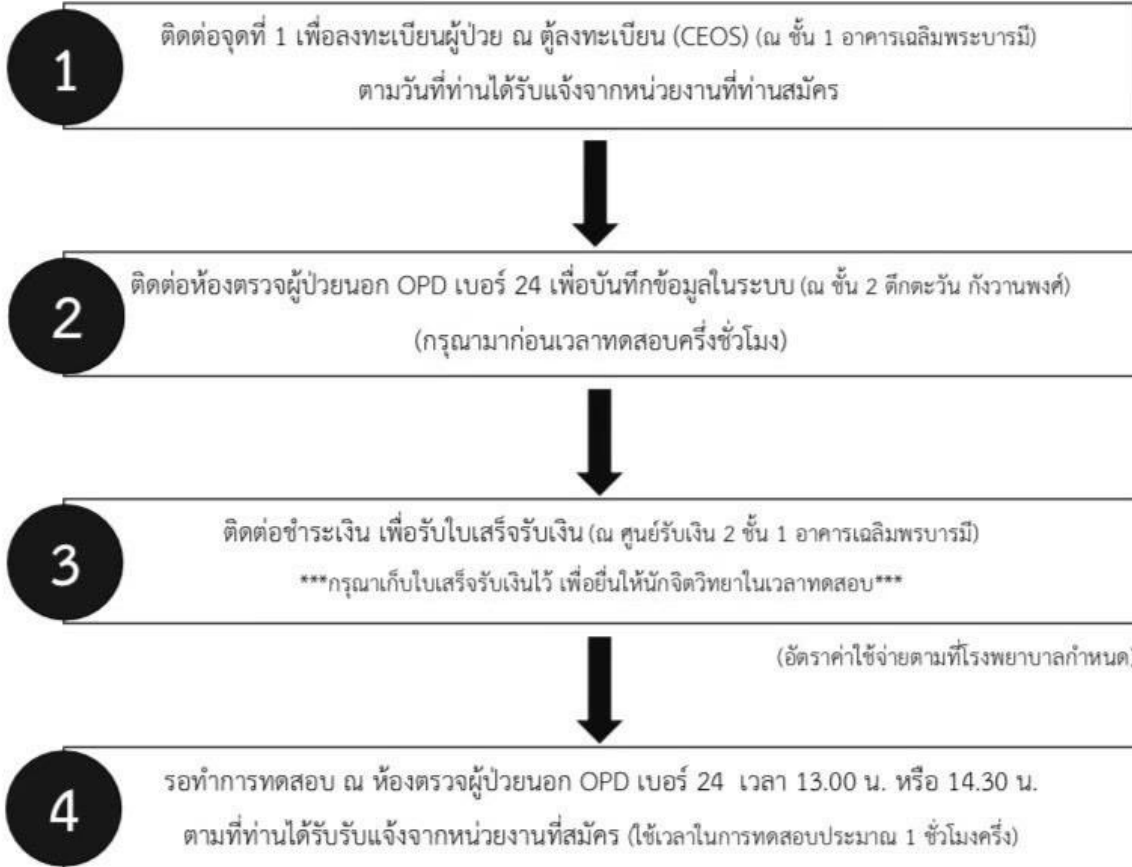 1
ติดต่อจุดที่ 1 เพื่อลงทะเบียนผู้ป่วย ณ ตู้ลงทะเบียน (CEOS) (ณ ชั้น 1 อาคารเฉลิมพระบารมี)
ตามวันที่ท่านได้รับแจ้งจากหน่วยงานที่ท่านสมัคร
2
ติดต่อห้องตรวจผู้ป่วยนอก OPD เบอร์ 24 เพื่อบันทึกข้อมูลในระบบ (ณ ชั้น 2 ตึกตะวัน กังวานพงศ์)
(กรุณามาก่อนเวลาทดสอบครึ่งชั่วโมง)
3
ติดต่อชำระเงิน เพื่อรับใบเสร็จรับเงิน (ณ ศูนย์รับเงิน 2 ชั้น 1 อาคารเฉลิมพรบารมี)
***กรุณาเก็บใบเสร็จรับเงินไว้ เพื่อยื่นให้นักจิตวิทยาในเวลาทดสอบ***
(อัตราค่าใช้จ่ายตามที่โรงพยาบาลกำหนด)
4
รอทำการทดสอบ ณ ห้องตรวจผู้ป่วยนอก OPD เบอร์ 24 เวลา 13.00 น. หรือ 14.30 น.
ตามที่ท่านได้รับรับแจ้งจากหน่วยงานที่สมัคร (ใช้เวลาในการทดสอบประมาณ 1 ชั่วโมงครึ่ง)